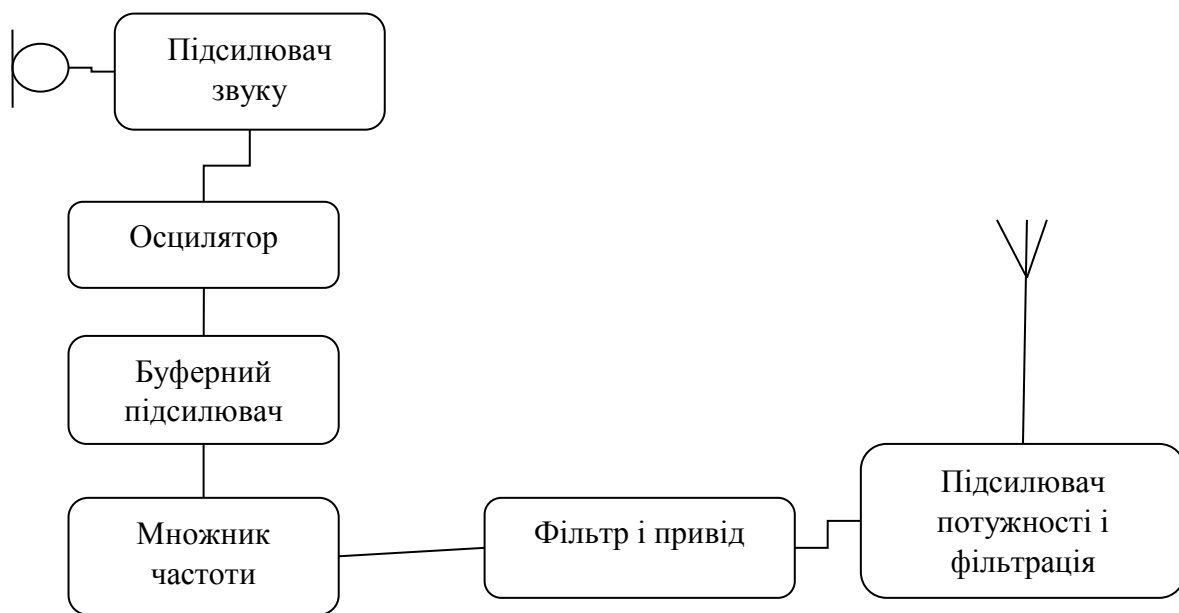 Підсилювач
звуку
Осцилятор
Буферний
підсилювач
Множник
частоти
Фільтр і привід
Підсилювач
потужності і
фільтрація